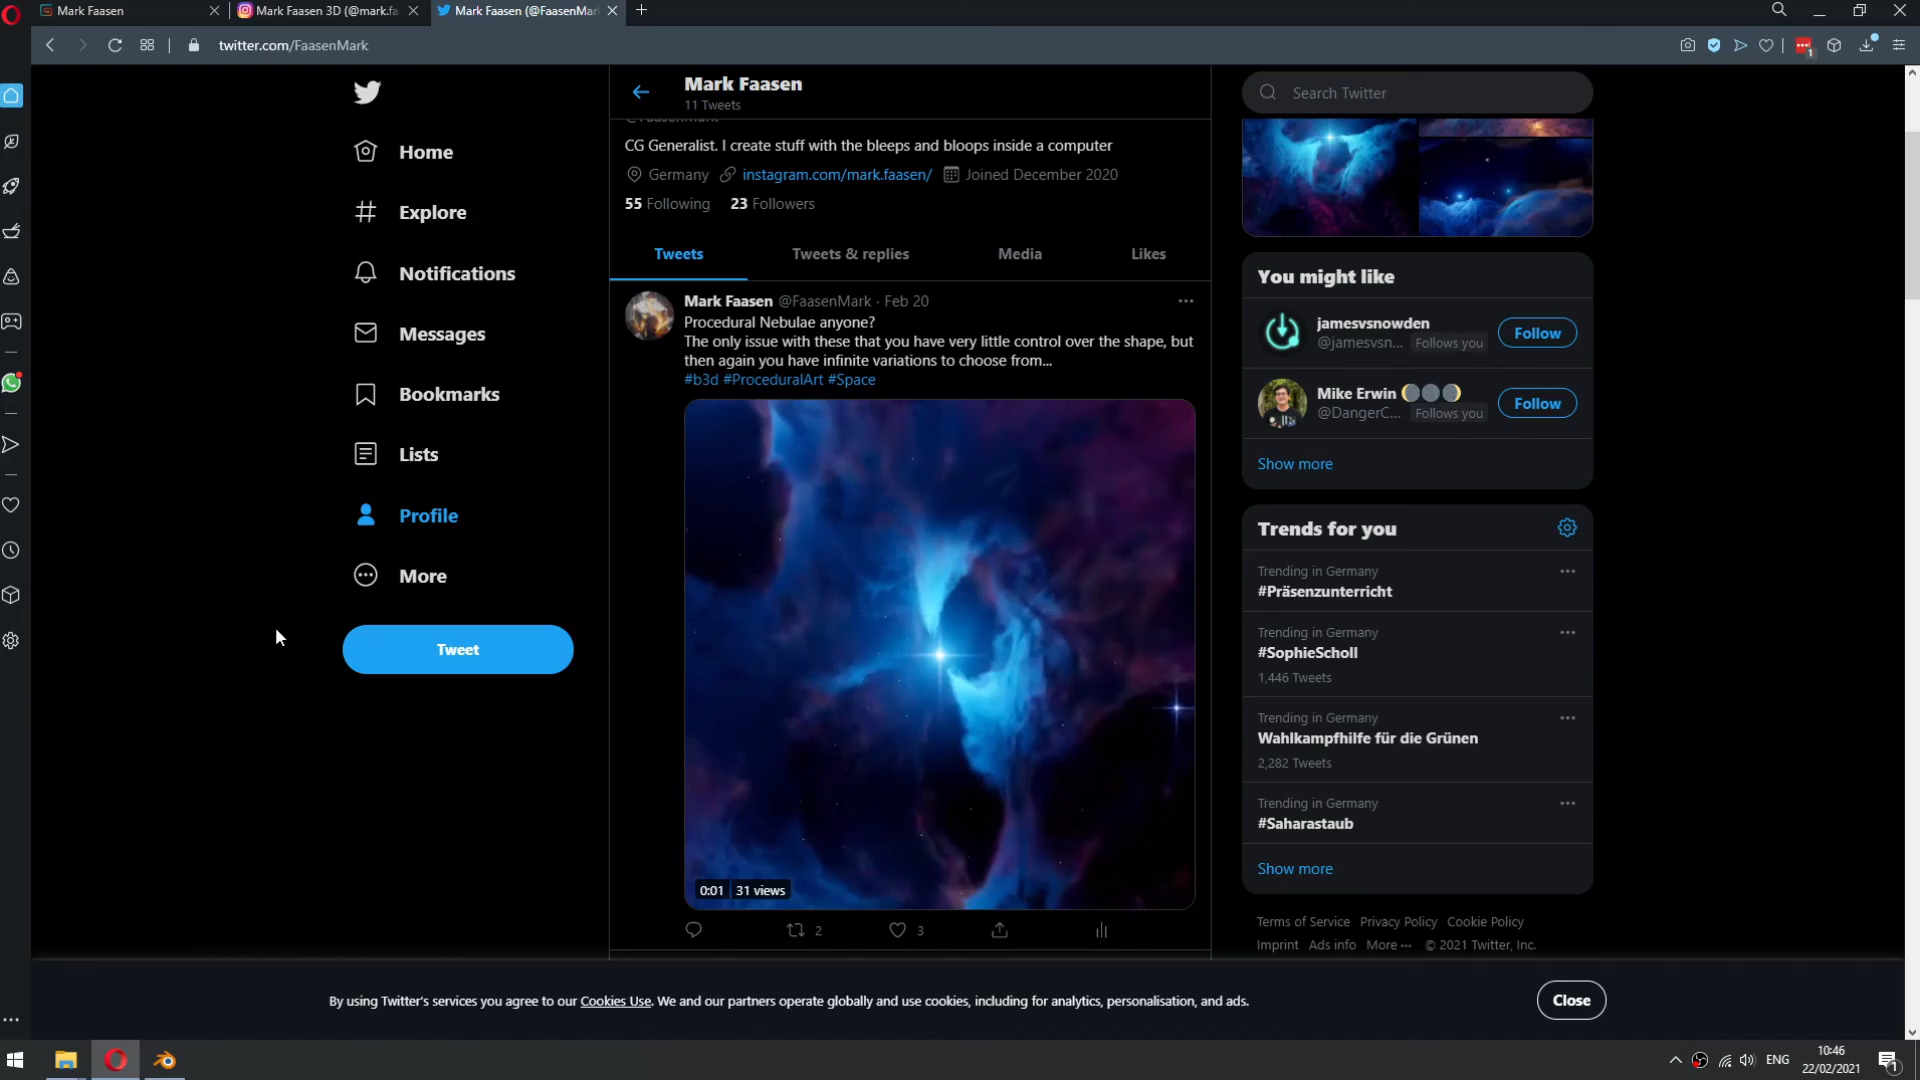 Mark Faasen
Mark Faasen 3D (@mark.fa
Mark Faasen (@FaasenMar
twitter.com/FaasenMark
1
Mark Faasen
11 Tweets
@FaasenMark
CG Generalist. I create stuff with the bleeps and bloops inside a computer
Germany instagram.com/mark.faasen/ Joined December 2020
55 Following 23 Followers
Tweets Tweets & replies Media Likes
Home
Explore
Notifications
Messages
Bookmarks
Lists
Profile
More
Tweet
Mark Faasen @FaasenMark · Feb 20
Procedural Nebulae anyone?
The only issue with these that you have very little control over the shape, but
then again you have infinite variations to choose from...
#b3d #ProceduralArt #Space
0:01 31 views
2 3
Search Twitter
You might like
jamesvsnowden
@jamesvsn... Follows you
Follow
Mike Erwin
@DangerC... Follows you
Follow
Show more
Trends for you
Trending in Germany
#Präsenzunterricht
Trending in Germany
#SophieScholl
1,446 Tweets
Trending in Germany
Wahlkampfhilfe für die Grünen
2,282 Tweets
Trending in Germany
#Saharastaub
Show more
Terms of Service Privacy Policy Cookie Policy
Imprint Ads info More ··· © 2021 Twitter, Inc.
By using Twitter's services you agree to our Cookies Use. We and our partners operate globally and use cookies, including for analytics, personalisation, and ads.
Close
ENG
10:46
22/02/2021
1